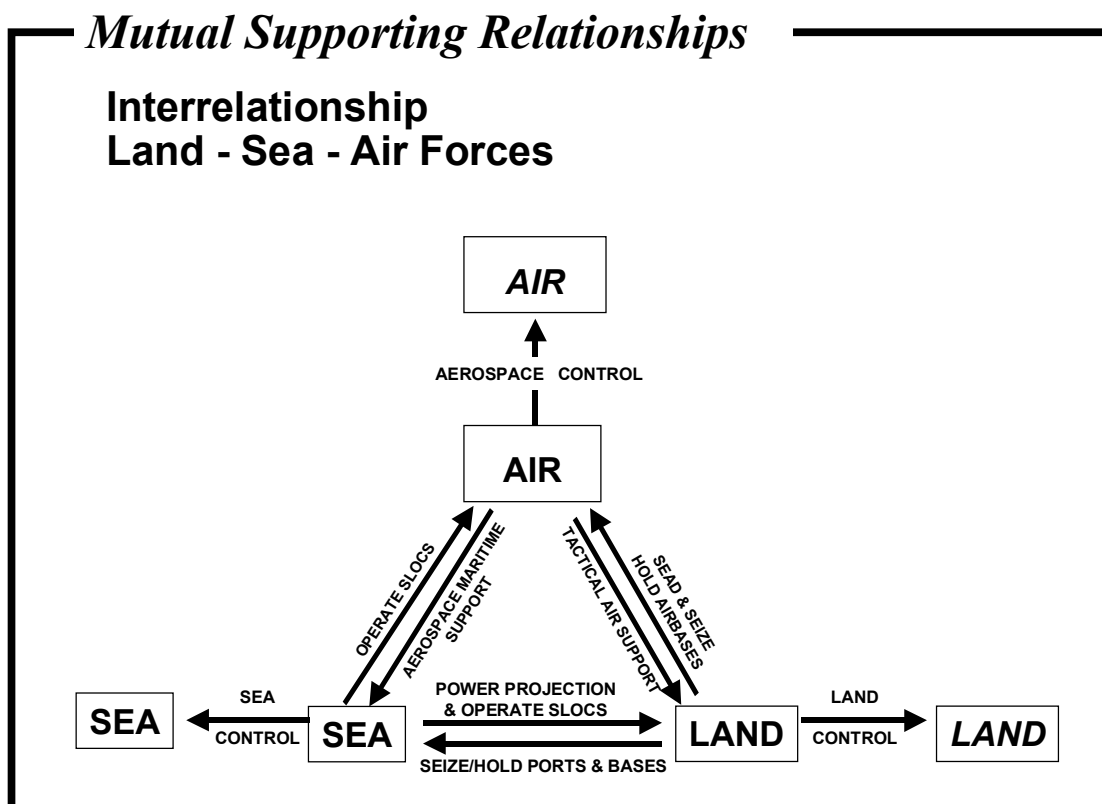 Mutual Supporting Relationships
Interrelationship
Land - Sea - Air Forces
AIR
AEROSPACE CONTROL
AIR
OPERATE SLOCS
AEROSPACE MARITIME
SUPPORT
TACTICAL AIR SUPPORT
SEAD & SEIZE
HOLD AIRBASES
SEA
SEA
CONTROL
SEA
POWER PROJECTION
& OPERATE SLOCS
SEIZE/HOLD PORTS & BASES
LAND
LAND
CONTROL
LAND